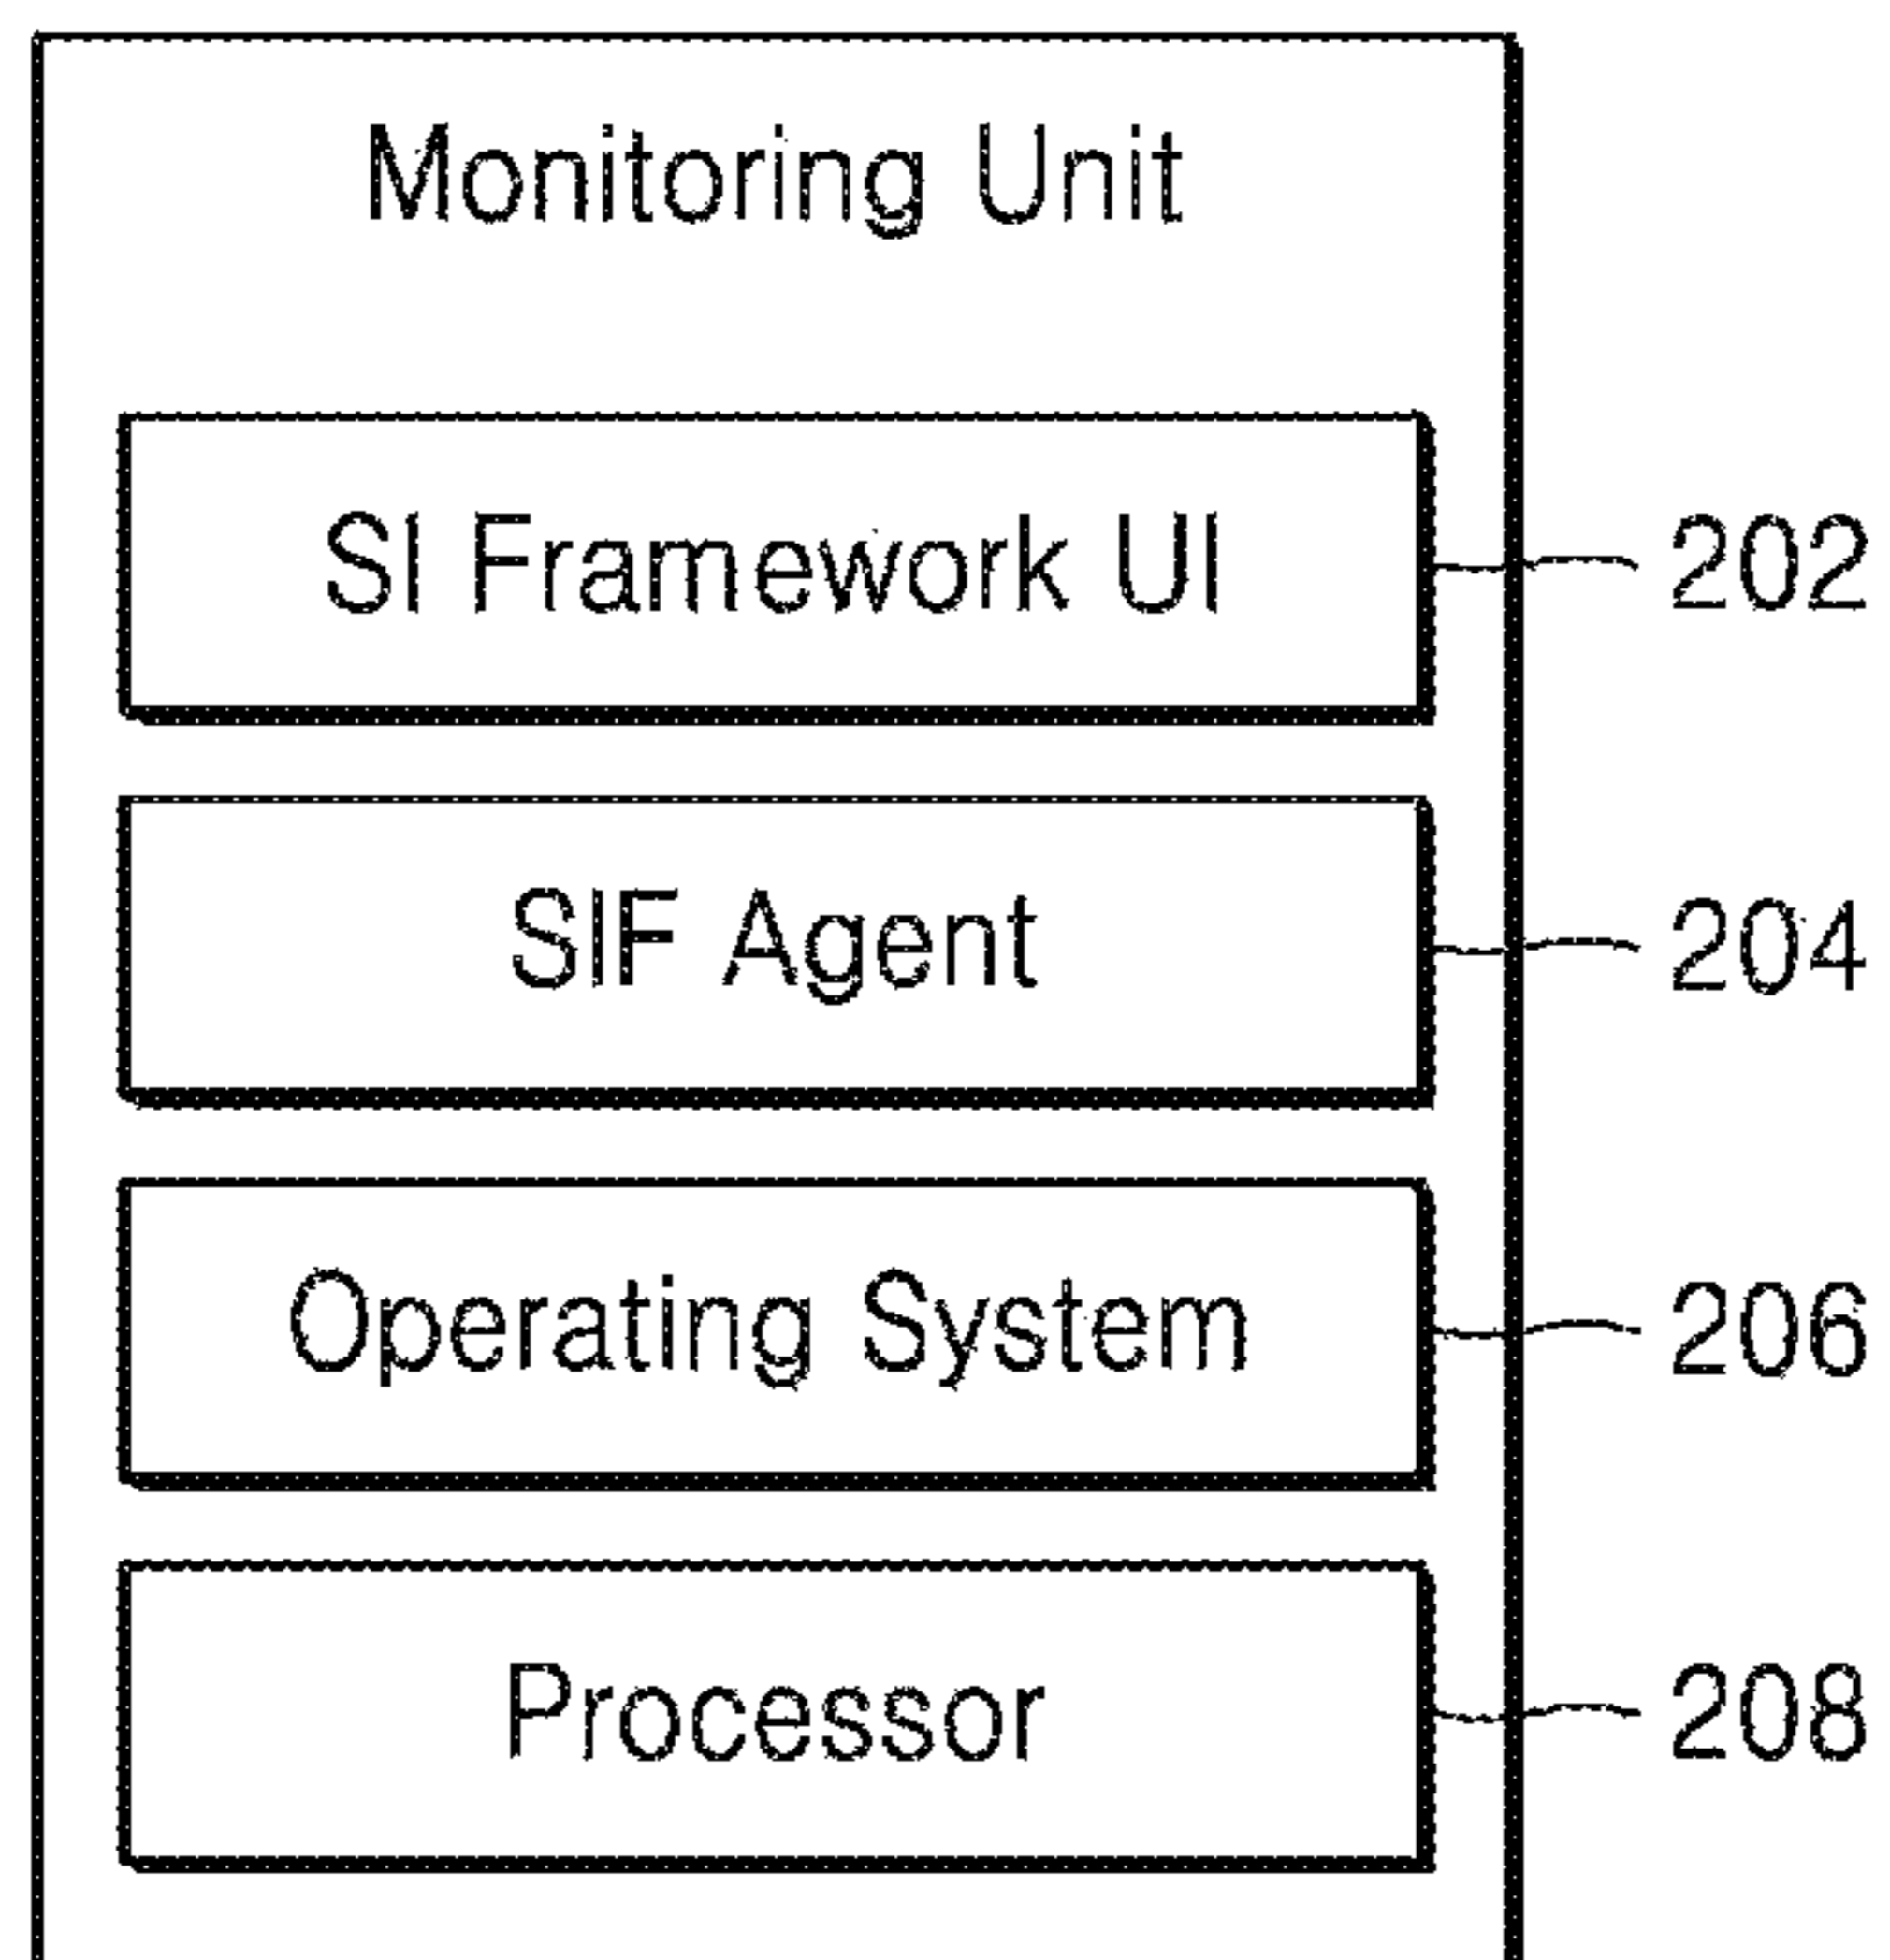 Monitoring Unit
SI Framework UI
202
SIF Agent
204
Operating System
206
Processor
208